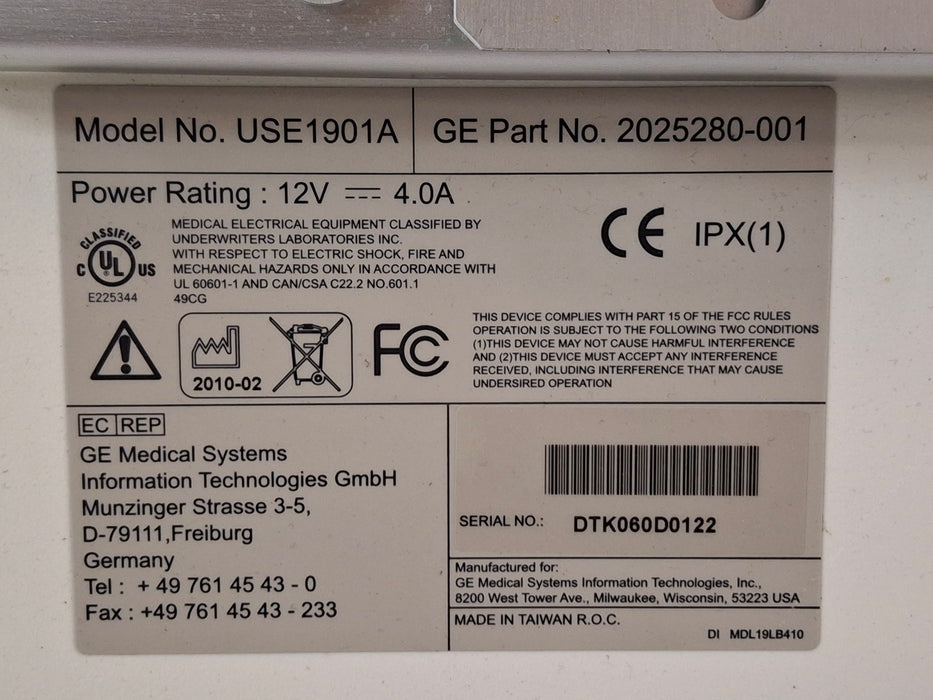 Model No. USE1901A
GE Part No. 2025280-001
Power Rating : 12V ⎓ 4.0A
CLASSIFIED
C UL US
®
E225344
MEDICAL ELECTRICAL EQUIPMENT CLASSIFIED BY
UNDERWRITERS LABORATORIES INC.
WITH RESPECT TO ELECTRIC SHOCK, FIRE AND
MECHANICAL HAZARDS ONLY IN ACCORDANCE WITH
UL 60601-1 AND CAN/CSA C22.2 NO.601.1
49CG
CE IPX(1)
2010-02
FC
THIS DEVICE COMPLIES WITH PART 15 OF THE FCC RULES
OPERATION IS SUBJECT TO THE FOLLOWING TWO CONDITIONS
(1)THIS DEVICE MAY NOT CAUSE HARMFUL INTERFERENCE
AND (2)THIS DEVICE MUST ACCEPT ANY INTERFERENCE
RECEIVED, INCLUDING INTERFERENCE THAT MAY CAUSE
UNDERSIRED OPERATION
EC REP
GE Medical Systems
Information Technologies GmbH
Munzinger Strasse 3-5,
D-79111,Freiburg
Germany
Tel : + 49 761 45 43 - 0
Fax : +49 761 45 43 - 233
SERIAL NO.: DTK060D0122
Manufactured for:
GE Medical Systems Information Technologies, Inc.,
8200 West Tower Ave., Milwaukee, Wisconsin, 53223 USA
MADE IN TAIWAN R.O.C.
DI MDL19LB410